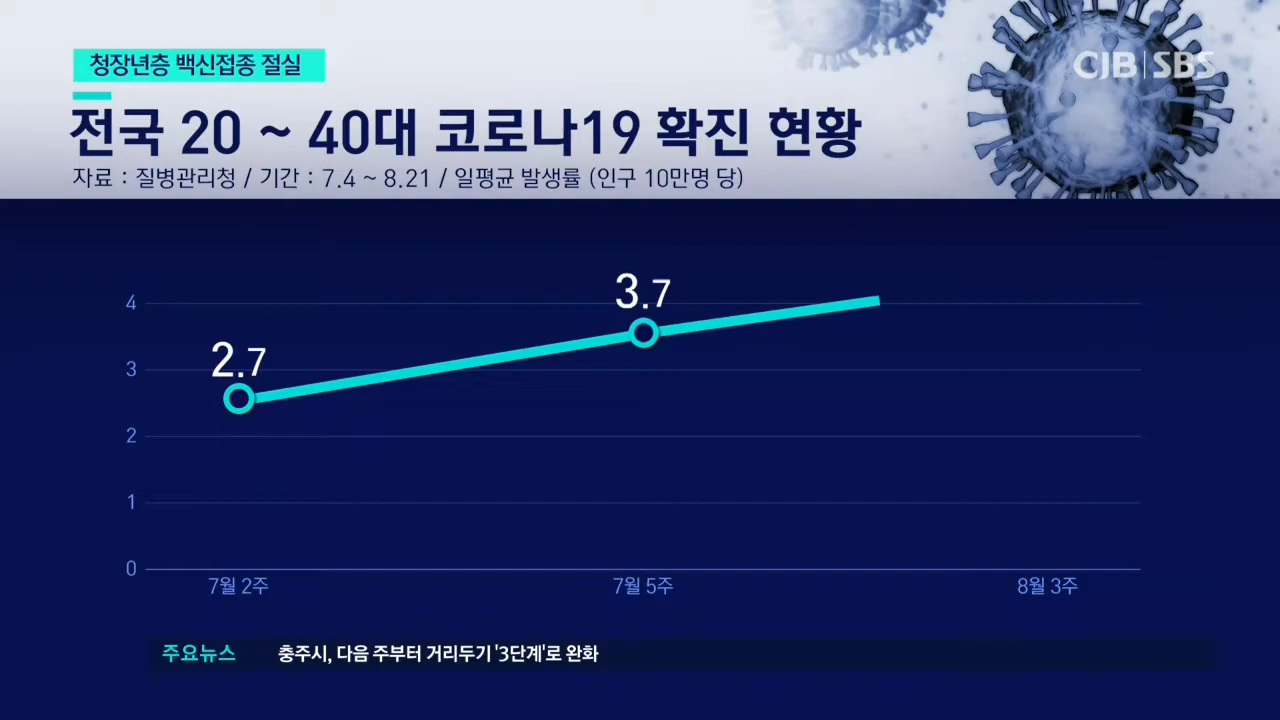 청장년층 백신접종 절실
CJB SBS
전국 20 ~ 40대 코로나19 확진 현황
자료 : 질병관리청 / 기간 : 7.4 ~ 8.21 / 일평균 발생률 (인구 10만명 당)
4
3
2
1
0
2.7
3.7
7월 2주
7월 5주
8월 3주
주요뉴스 충주시, 다음 주부터 거리두기 '3단계'로 완화